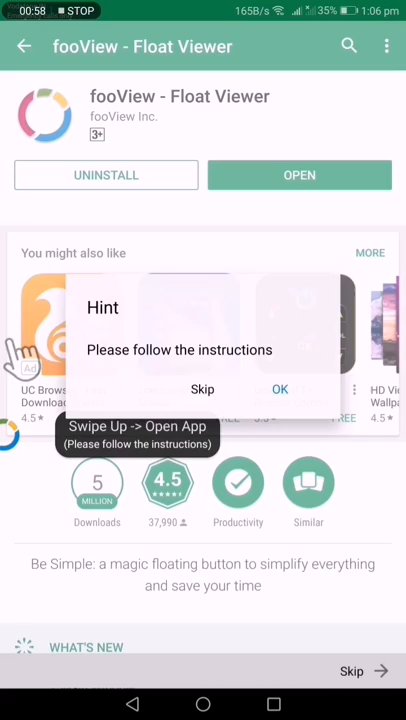 00:58 STOP 165B/s 35% 1:06 pm
fooView - Float Viewer
fooView - Float Viewer
fooView Inc.
3+
UNINSTALL OPEN
You might also like MORE
Hint
Please follow the instructions
Skip OK
Ad
UC Brows
Download
HD Vi
Wallpa
4.5 FREE 4.5
Swipe Up -> Open App
(Please follow the instructions)
5
MILLION
4.5
Downloads 37,990 Productivity Similar
Be Simple: a magic floating button to simplify everything
and save your time
WHAT'S NEW
Skip